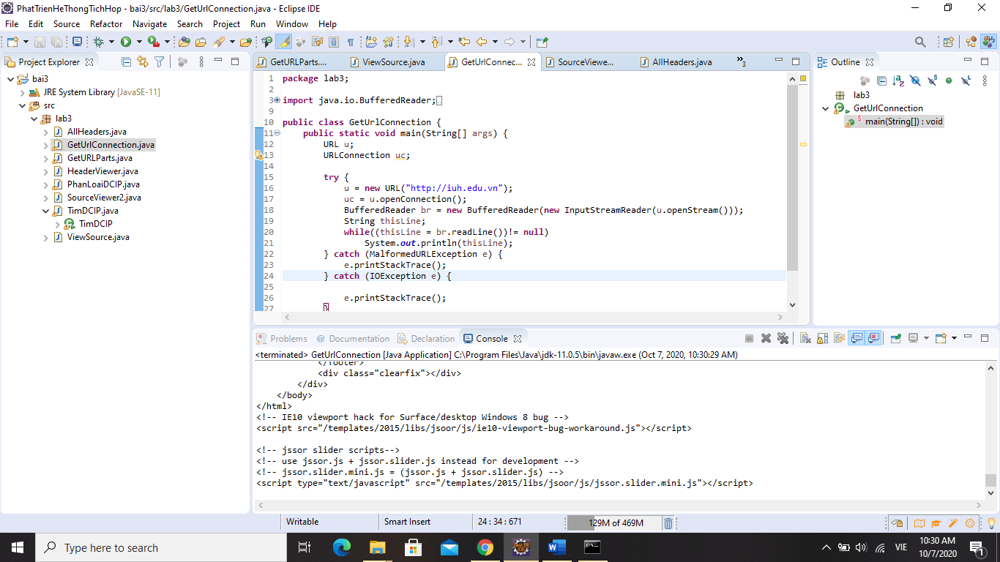 PhatTrienHeThongTichHop - bai3/src/lab3/GetUrlConnection.java - Eclipse IDE
File Edit Source Refactor Navigate Search Project Run Window Help
Project Explorer
bai3
JRE System Library [JavaSE-11]
src
lab3
AllHeaders.java
GetUrlConnection.java
GetURLParts.java
HeaderViewer.java
PhanLoaiDCIP.java
SourceViewer2.java
TimDCIP.java
TimDCIP
ViewSource.java
GetURLParts.... ViewSource.java GetUrlConnec... SourceViewe... AllHeaders.java »3
1 package lab3;
2
3 import java.io.BufferedReader;
9
10 public class GetUrlConnection {
11 public static void main(String[] args) {
12 URL u;
13 URLConnection uc;
14
15 try {
16 u = new URL("http://iuh.edu.vn");
17 uc = u.openConnection();
18 BufferedReader br = new BufferedReader(new InputStreamReader(u.openStream()));
19 String thisLine;
20 while((thisLine = br.readLine())!= null)
21 System.out.println(thisLine);
22 } catch (MalformedURLException e) {
23 e.printStackTrace();
24 } catch (IOException e) {
25
26 e.printStackTrace();
27 }
Outline
lab3
GetUrlConnection
main(String[]) : void
Problems @ Documentation Declaration Console
<terminated> GetUrlConnection [Java Application] C:\Program Files\Java\jdk-11.0.5\bin\javaw.exe (Oct 7, 2020, 10:30:29 AM)
</footer>
<div class="clearfix"></div>
</div>
</body>
</html>
<!-- IE10 viewport hack for Surface/desktop Windows 8 bug -->
<script src="/templates/2015/libs/jsoor/js/ie10-viewport-bug-workaround.js"></script>
<!-- jssor slider scripts-->
<!-- use jssor.js + jssor.slider.js instead for development -->
<!-- jssor.slider.mini.js = (jssor.js + jssor.slider.js) -->
<script type="text/javascript" src="/templates/2015/libs/jsoor/js/jssor.slider.mini.js"></script>
Writable Smart Insert 24 : 34 : 671 129M of 469M
Type here to search
VIE
10:30 AM
10/7/2020
1